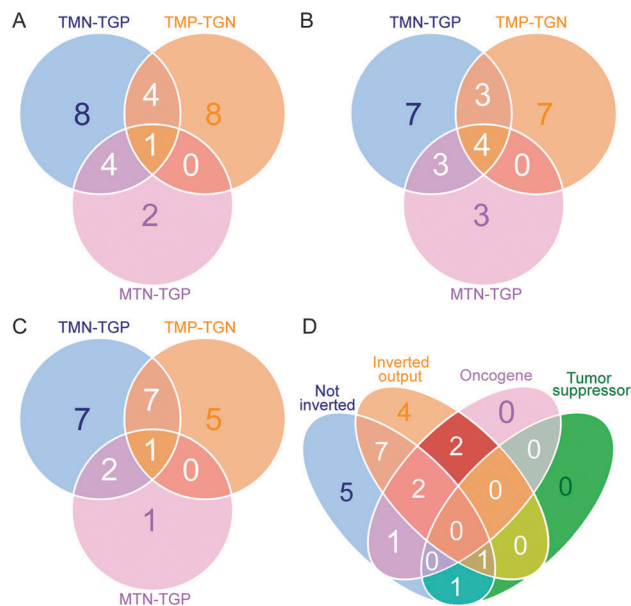 A
TMN-TGP
TMP-TGN
8
4
8
1
4
0
2
MTN-TGP
B
TMN-TGP
TMP-TGN
7
3
7
4
3
0
3
MTN-TGP
C
TMN-TGP
TMP-TGN
7
7
5
1
2
0
1
MTN-TGP
D
Not
inverted
Inverted
output
Oncogene
Tumor
suppressor
4
0
7
2
0
5
2
0
0
0
1
0
0
1
1